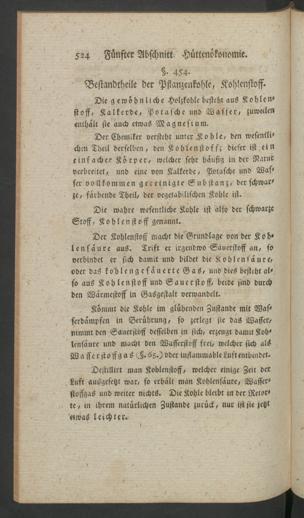 524 Fünfter Abschnitt Hüttenökonomie.
§. 454.
Bestandtheile der Pflanzenkohle, Kohlenstoff.
Die gewöhnliche Holzkohle besteht aus Kohlen-
stoff, Kalkerde, Potasche und Wasser, zuweilen
enthält sie auch etwas Magnesium.
Der Chemiker versteht unter Kohle, den wesentli-
chen Theil derselben, den Kohlenstoff; dieser ist ein
einfacher Körper, welcher sehr häufig in der Natur
verbreitet, und eine von Kalkerde, Potasche und Was-
ser vollkommen gereinigte Substanz, der schwar-
ze, färbende Theil, der vegetabilischen Kohle ist.
Die wahre wesentliche Kohle ist also der schwarze
Stoff, Kohlenstoff genannt.
Der Kohlenstoff macht die Grundlage von der Koh-
lensäure aus. Trift er irgendwo Sauerstoff an, so
verbindet er sich damit und bildet die Kohlensäure,
oder das kohlengesäuerte Gas, und dies besteht al-
so aus Kohlenstoff und Sauerstoff, beide sind durch
den Wärmestoff in Gasgestalt verwandelt.
Kömmt die Kohle im glühenden Zustande mit Was-
serdämpfen in Berührung, so zerlegt sie das Wasser,
nimmt den Sauerstoff desselben in sich, erzeugt damit Koh-
lensäure und macht den Wasserstoff frei, welcher sich als
Wasserstoffgas (§. 65.) oder inflammable Luft entbindet.
Destillirt man Kohlenstoff, welcher einige Zeit der
Luft ausgesetzt war, so erhält man Kohlensäure, Wasser-
stoffgas und weiter nichts. Die Kohle bleibt in der Retor-
te, in ihrem natürlichen Zustande zurück, nur ist sie jetzt
etwas leichter.